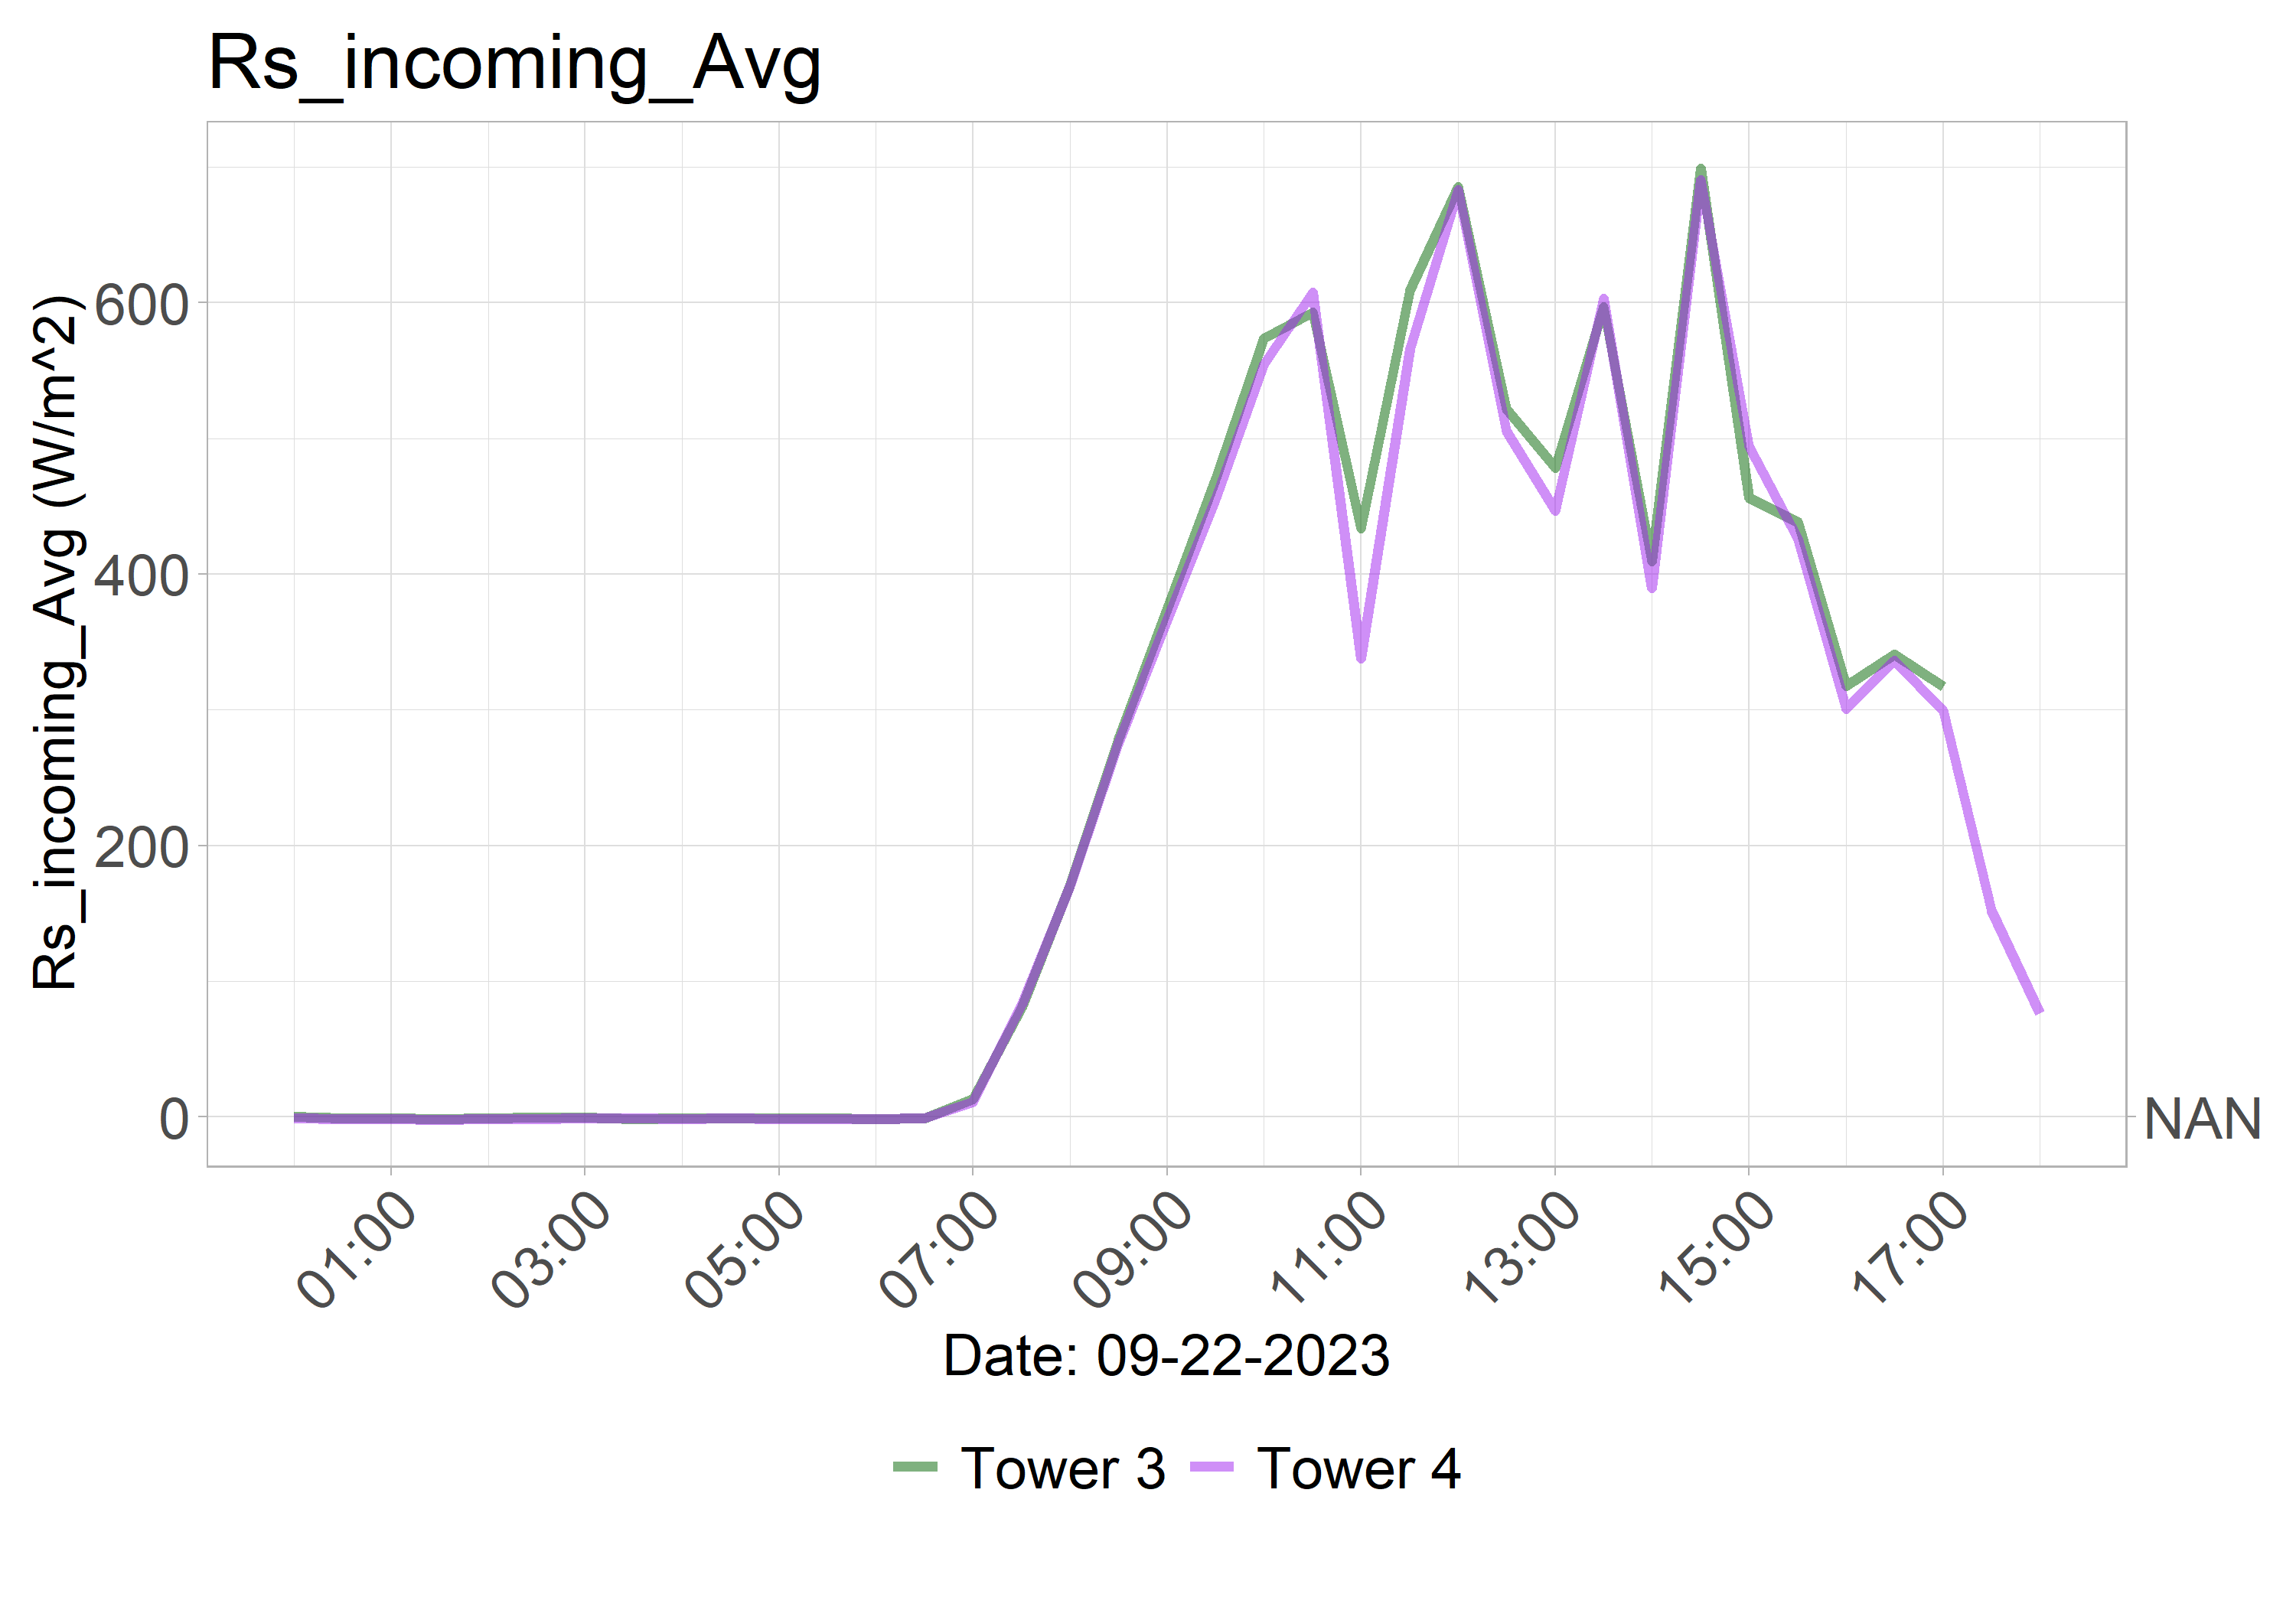 Rs_incoming_Avg
Rs_incoming_Avg (W/m^2)
600
400
200
0
NAN
01:00 03:00 05:00 07:00 09:00 11:00 13:00 15:00 17:00
Date: 09-22-2023
Tower 3 Tower 4